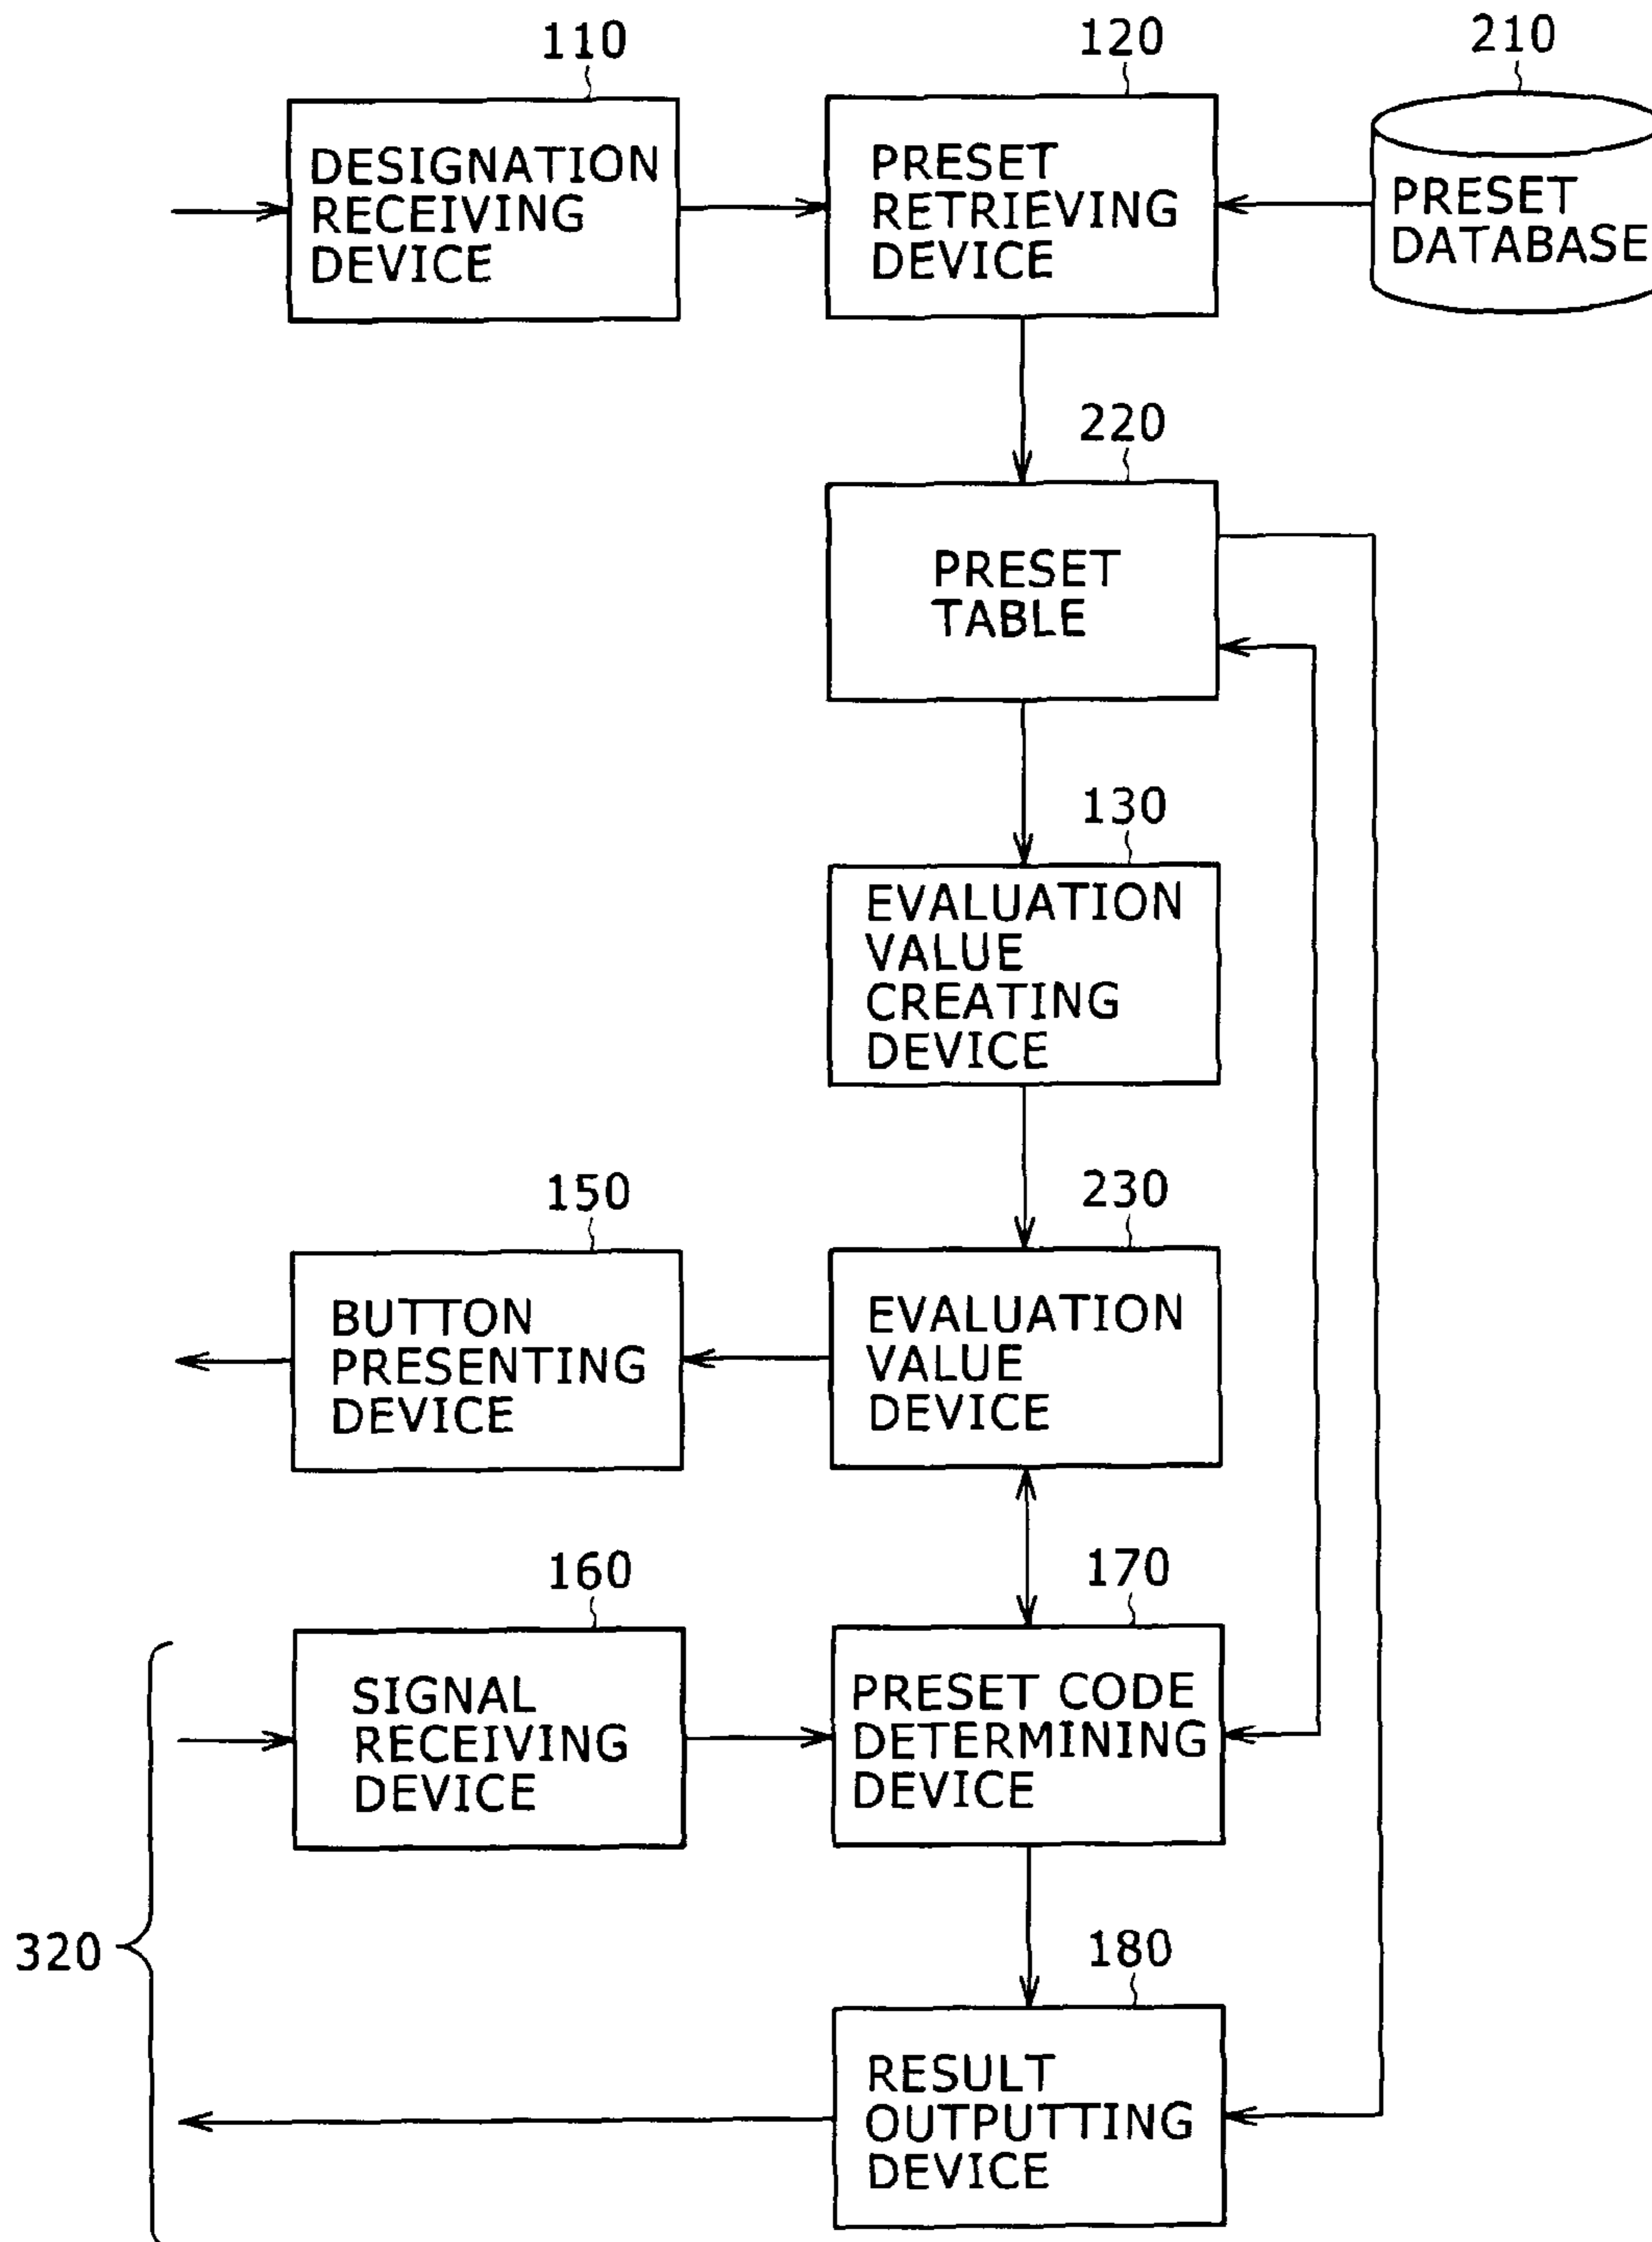 110
120
210
DESIGNATION
RECEIVING
DEVICE
PRESET
RETRIEVING
DEVICE
PRESET
DATABASE
220
PRESET
TABLE
130
EVALUATION
VALUE
CREATING
DEVICE
150
230
BUTTON
PRESENTING
DEVICE
EVALUATION
VALUE
DEVICE
160
170
SIGNAL
RECEIVING
DEVICE
PRESET CODE
DETERMINING
DEVICE
320
180
RESULT
OUTPUTTING
DEVICE